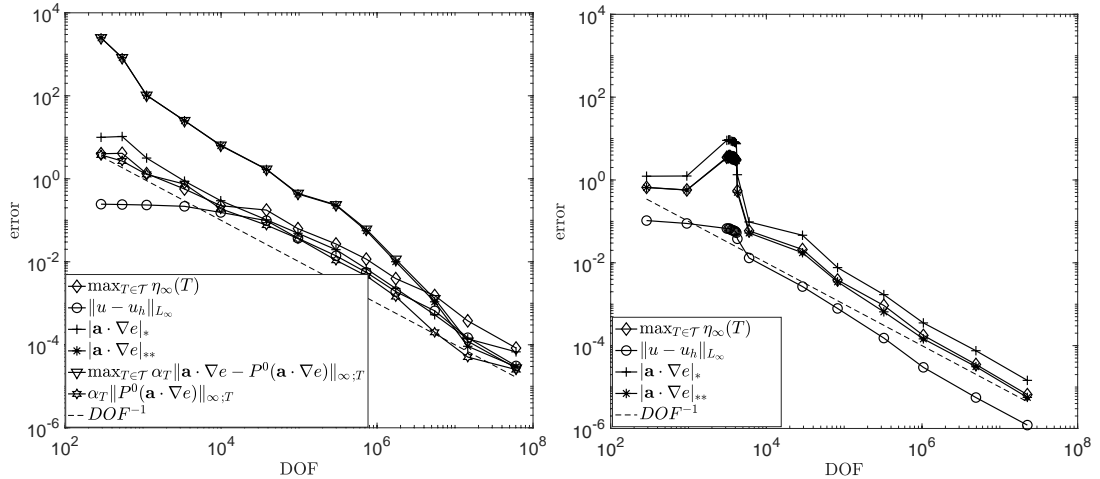 error
10^4
10^2
10^0
10^-2
10^-4
10^-6
max_{T∈𝒯} η_∞(T)
‖u − u_h‖_{L_∞}
|a · ∇e|_*
|a · ∇e|_{**}
max_{T∈𝒯} α_T‖a · ∇e − P^0(a · ∇e)‖_{∞;T}
α_T‖P^0(a · ∇e)‖_{∞;T}
DOF^{-1}
10^2
10^4
10^6
10^8
DOF
error
10^4
10^2
10^0
10^-2
10^-4
10^-6
max_{T∈𝒯} η_∞(T)
‖u − u_h‖_{L_∞}
|a · ∇e|_*
|a · ∇e|_{**}
DOF^{-1}
10^2
10^4
10^6
10^8
DOF